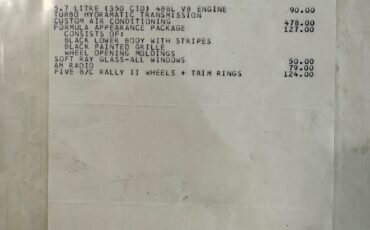 5.7 LITRE (350 CID) 4BBL V8 ENGINE 90.00
TURBO HYDRAMATIC TRANSMISSION
CUSTOM AIR CONDITIONING 478.00
FORMULA APPEARANCE PACKAGE 127.00
CONSISTS OF:
BLACK LOWER BODY WITH STRIPES
BLACK PAINTED GRILLE
WHEEL OPENING MOLDINGS
SOFT RAY GLASS-ALL WINDOWS 50.00
AM RADIO 79.00
FIVE B/C RALLY II WHEELS + TRIM RINGS 124.00